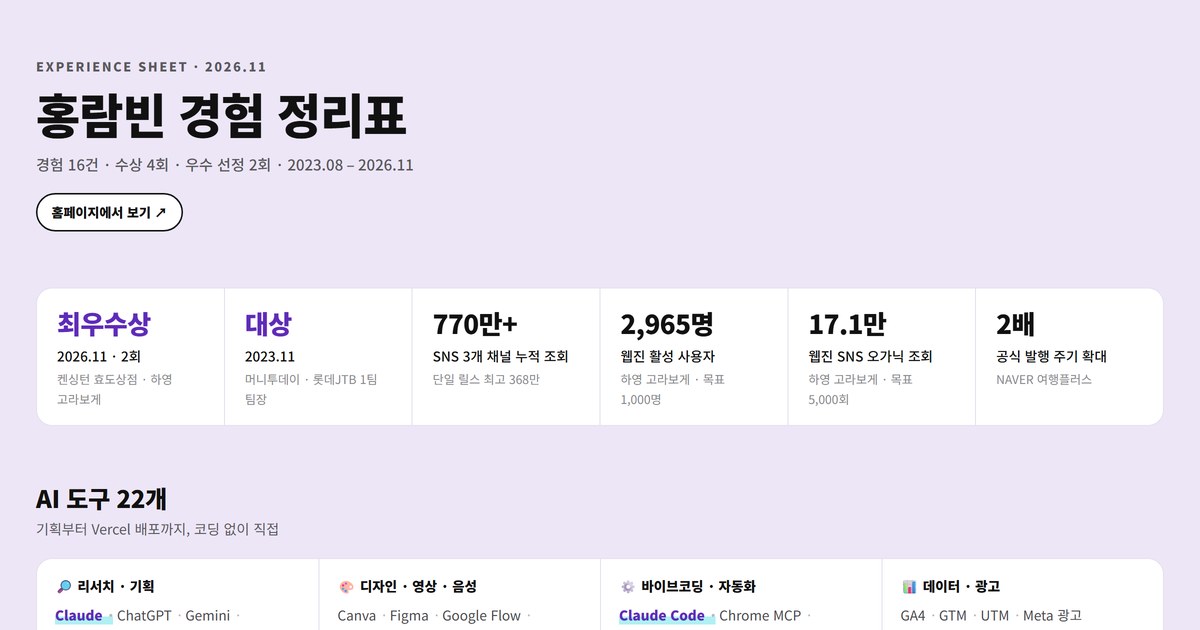 EXPERIENCE SHEET · 2026.11
홍람빈 경험 정리표
경험 16건 · 수상 4회 · 우수 선정 2회 · 2023.08 – 2026.11
홈페이지에서 보기 ↗
최우수상
2026.11 · 2회
켄싱턴 효도상점 · 하영
고라보게
대상
2023.11
머니투데이 · 롯데JTB 1팀
팀장
770만+
SNS 3개 채널 누적 조회
단일 릴스 최고 368만
2,965명
웹진 활성 사용자
하영 고라보게 · 목표
1,000명
17.1만
웹진 SNS 오가닉 조회
하영 고라보게 · 목표
5,000회
2배
공식 발행 주기 확대
NAVER 여행플러스
AI 도구 22개
기획부터 Vercel 배포까지, 코딩 없이 직접
🔎 리서치 · 기획
Claude · ChatGPT · Gemini ·
🎨 디자인 · 영상 · 음성
Canva · Figma · Google Flow ·
⚙️ 바이브코딩 · 자동화
Claude Code · Chrome MCP ·
📊 데이터 · 광고
GA4 · GTM · UTM · Meta 광고